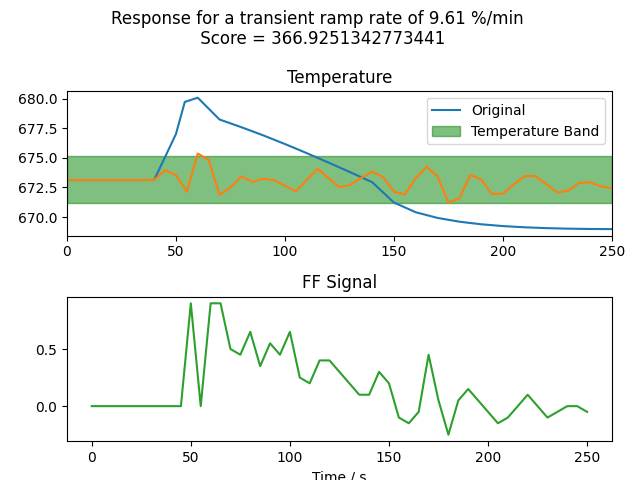 Response for a transient ramp rate of 9.61 %/min
Score = 366.9251342773441
Temperature
680.0
677.5
675.0
672.5
670.0
Original
Temperature Band
0 50 100 150 200 250
FF Signal
0.5
0.0
0 50 100 150 200 250
Time / s